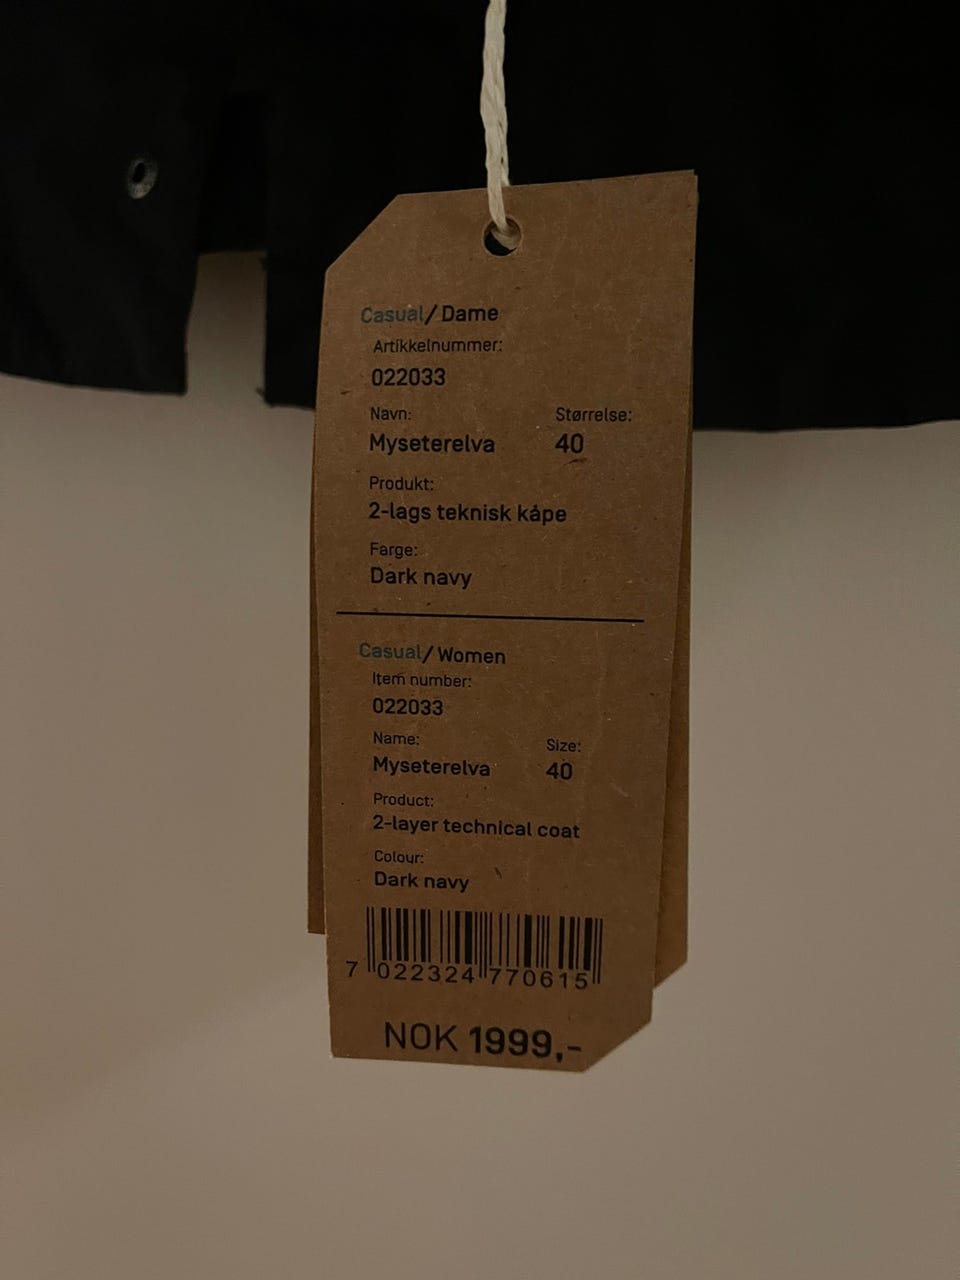 Casual/Dame
Artikkelnummer:
022033
Navn: Størrelse:
Myseterelva 40
Produkt:
2-lags teknisk kåpe
Farge:
Dark navy
Casual/Women
Item number:
022033
Name: Size:
Myseterelva 40
Product:
2-layer technical coat
Colour:
Dark navy
7 022324 770615
NOK 1999,-